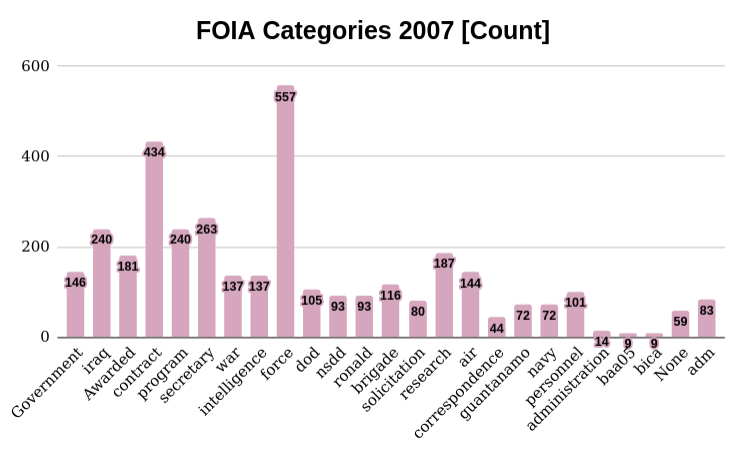 FOIA Categories 2007 [Count]
600
400
200
0
146
240
181
434
240
263
137
137
557
105
93
93
116
80
187
144
44
72
72
101
14
9
9
59
83
Government
iraq
Awarded
contract
program
secretary
war
intelligence
force
dod
nsdd
ronald
brigade
solicitation
research
air
correspondence
guantanamo
navy
personnel
administration
baa05
bica
None
adm